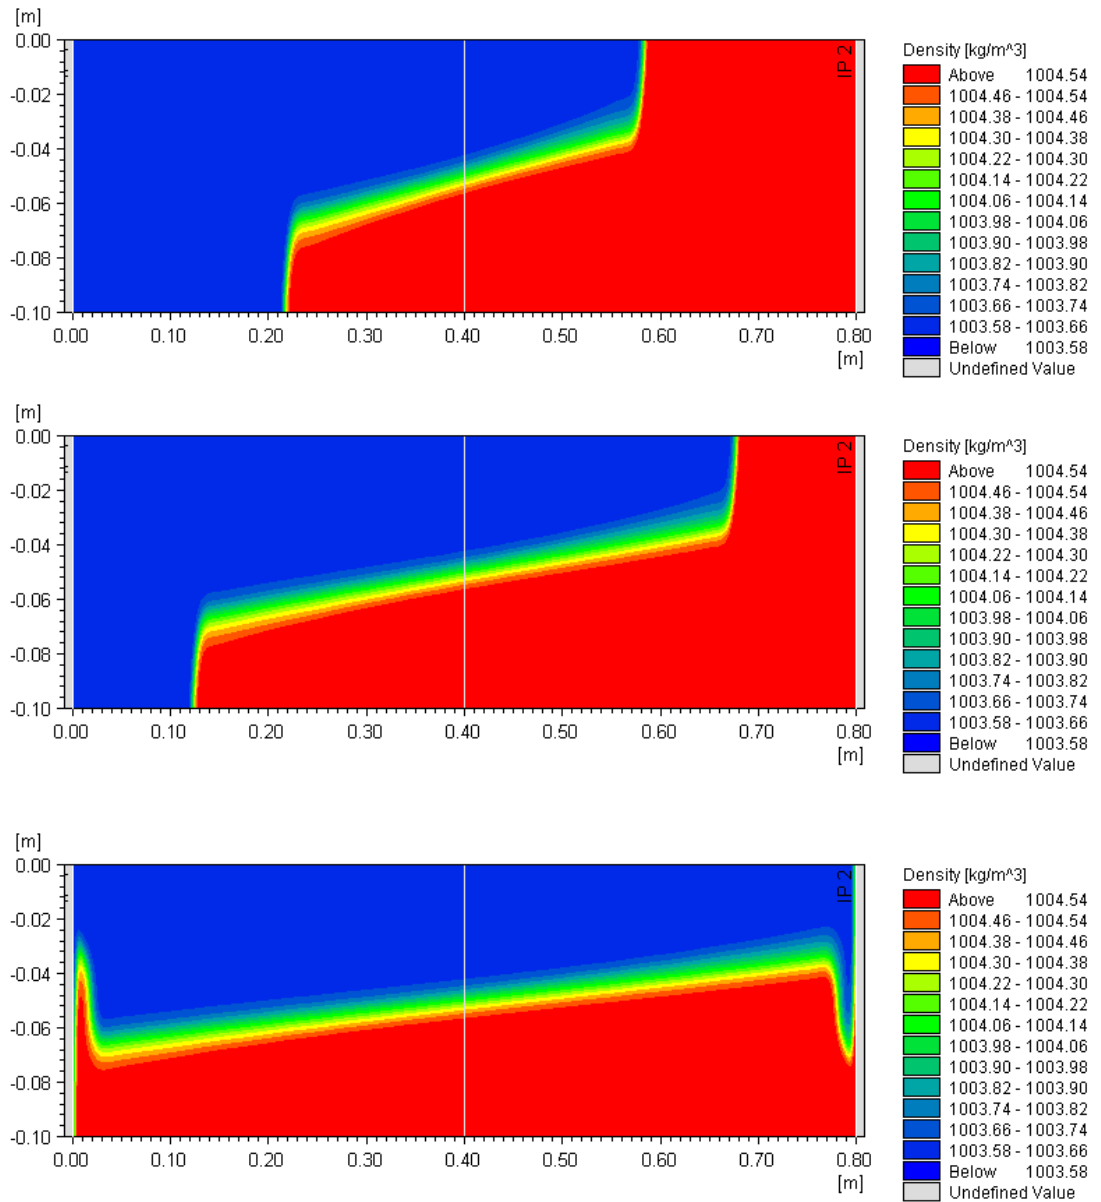 [m]
0.00
-0.02
-0.04
-0.06
-0.08
-0.10
0.00 0.10 0.20 0.30 0.40 0.50 0.60 0.70 0.80
[m]
IP 2
Density [kg/m^3]
Above 1004.54
1004.46 - 1004.54
1004.38 - 1004.46
1004.30 - 1004.38
1004.22 - 1004.30
1004.14 - 1004.22
1004.06 - 1004.14
1003.98 - 1004.06
1003.90 - 1003.98
1003.82 - 1003.90
1003.74 - 1003.82
1003.66 - 1003.74
1003.58 - 1003.66
Below 1003.58
Undefined Value
[m]
0.00
-0.02
-0.04
-0.06
-0.08
-0.10
0.00 0.10 0.20 0.30 0.40 0.50 0.60 0.70 0.80
[m]
IP 2
Density [kg/m^3]
Above 1004.54
1004.46 - 1004.54
1004.38 - 1004.46
1004.30 - 1004.38
1004.22 - 1004.30
1004.14 - 1004.22
1004.06 - 1004.14
1003.98 - 1004.06
1003.90 - 1003.98
1003.82 - 1003.90
1003.74 - 1003.82
1003.66 - 1003.74
1003.58 - 1003.66
Below 1003.58
Undefined Value
[m]
0.00
-0.02
-0.04
-0.06
-0.08
-0.10
0.00 0.10 0.20 0.30 0.40 0.50 0.60 0.70 0.80
[m]
IP 2
Density [kg/m^3]
Above 1004.54
1004.46 - 1004.54
1004.38 - 1004.46
1004.30 - 1004.38
1004.22 - 1004.30
1004.14 - 1004.22
1004.06 - 1004.14
1003.98 - 1004.06
1003.90 - 1003.98
1003.82 - 1003.90
1003.74 - 1003.82
1003.66 - 1003.74
1003.58 - 1003.66
Below 1003.58
Undefined Value